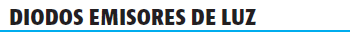 DIODOS EMISORES DE LUZ